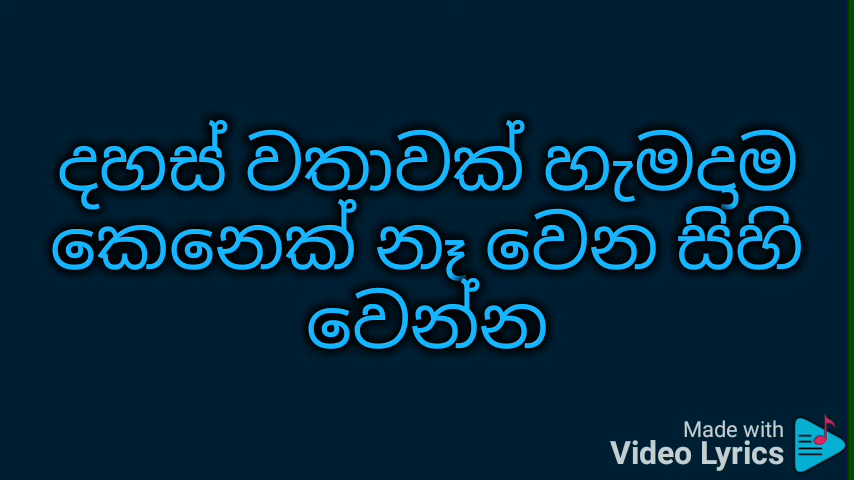 දහස් වතාවක් හැමදාම
කෙනෙක් නෑ වෙන සිහි
වෙන්න
Made with
Video Lyrics